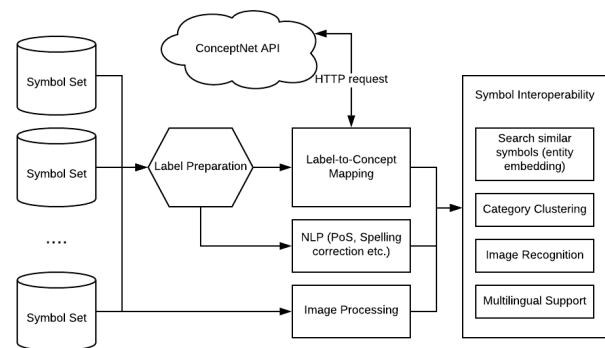 ConceptNet API
Symbol Set
HTTP request
Symbol Interoperability
Symbol Set
Label Preparation
Label-to-Concept
Mapping
Search similar
symbols (entity
embedding)
Category Clustering
....
NLP (PoS, Spelling
correction etc.)
Image Recognition
Symbol Set
Image Processing
Multilingual Support